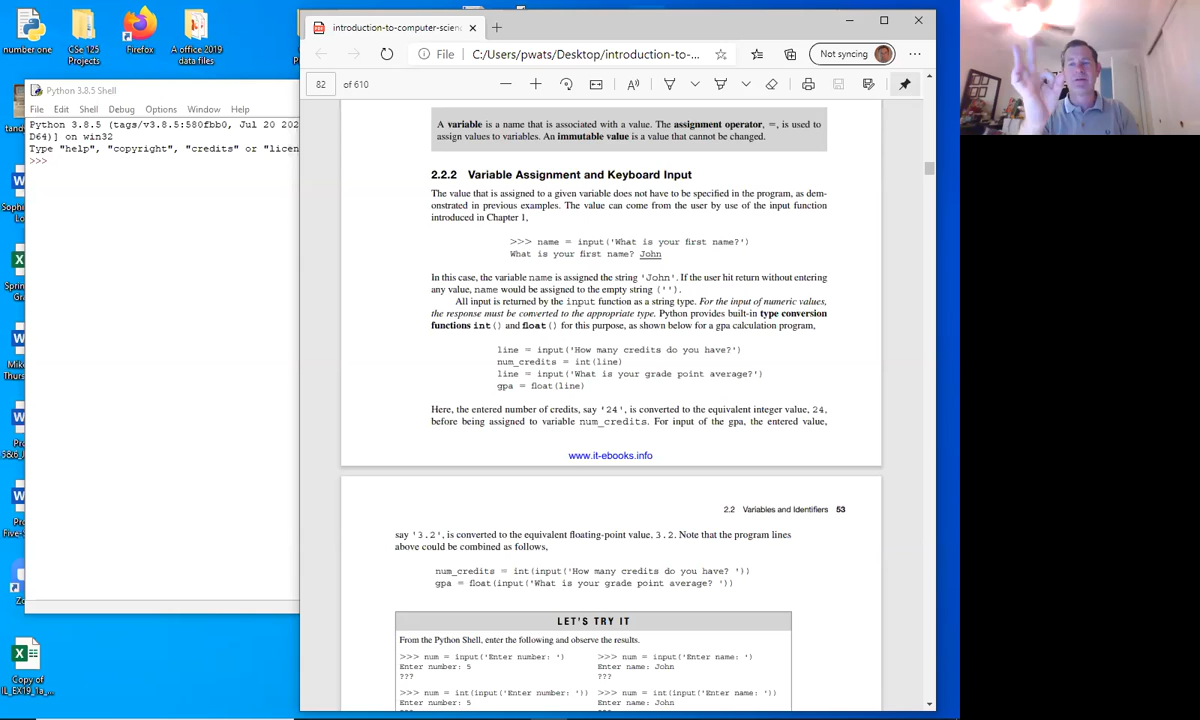 number.one
CSe 125
Projects
Firefox
A office 2019
data files
Python 3.8.5 Shell
File Edit Shell Debug Options Window Help
Python 3.8.5 (tags/v3.8.5:580fbb0, Jul 20 202
D64)] on win32
Type "help", "copyright", "credits" or "licen
>>>
introduction-to-computer-scien
File C:/Users/pwats/Desktop/introduction-to-...
Not syncing
82 of 610
A variable is a name that is associated with a value. The assignment operator, =, is used to
assign values to variables. An immutable value is a value that cannot be changed.
2.2.2 Variable Assignment and Keyboard Input
The value that is assigned to a given variable does not have to be specified in the program, as dem-
onstrated in previous examples. The value can come from the user by use of the input function
introduced in Chapter 1,
>>> name = input('What is your first name?')
What is your first name? John
In this case, the variable name is assigned the string 'John'. If the user hit return without entering
any value, name would be assigned to the empty string ('').
All input is returned by the input function as a string type. For the input of numeric values,
the response must be converted to the appropriate type. Python provides built-in type conversion
functions int() and float() for this purpose, as shown below for a gpa calculation program,
line = input('How many credits do you have?')
num_credits = int(line)
line = input('What is your grade point average?')
gpa = float(line)
Here, the entered number of credits, say '24', is converted to the equivalent integer value, 24,
before being assigned to variable num_credits. For input of the gpa, the entered value,
www.it-ebooks.info
2.2 Variables and Identifiers 53
say '3.2', is converted to the equivalent floating-point value, 3.2. Note that the program lines
above could be combined as follows,
num_credits = int(input('How many credits do you have? '))
gpa = float(input('What is your grade point average? '))
LET'S TRY IT
From the Python Shell, enter the following and observe the results.
>>> num = input('Enter number: ')
Enter number: 5
???
>>> num = input('Enter name: ')
Enter name: John
???
>>> num = int(input('Enter number: '))
Enter number: 5
>>> num = int(input('Enter name: '))
Enter name: John
Copy of
IL_EX19_1a_...